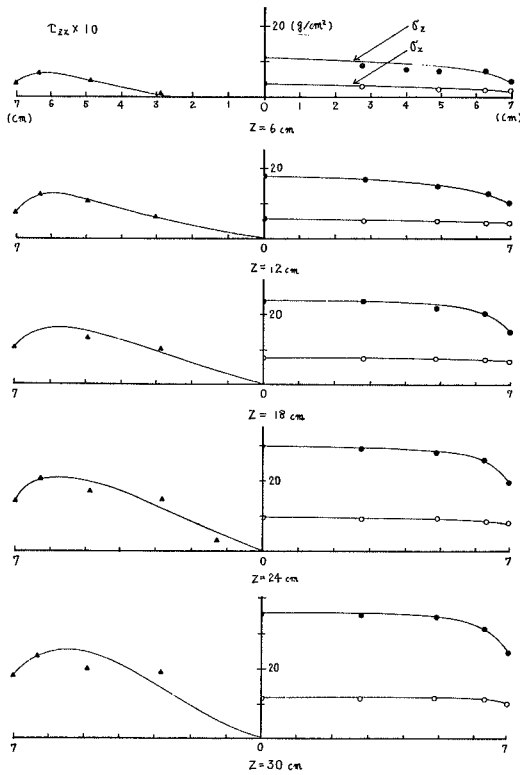 τzx × 10
20 (g/cm²)
σz
σx
7 6 5 4 3 2 1 0 1 2 3 4 5 6 7
(cm) (cm)
Z = 6 cm
20
7 0 7
Z = 12 cm
20
7 0 7
Z = 18 cm
20
7 0 7
Z = 24 cm
20
7 0 7
Z = 30 cm